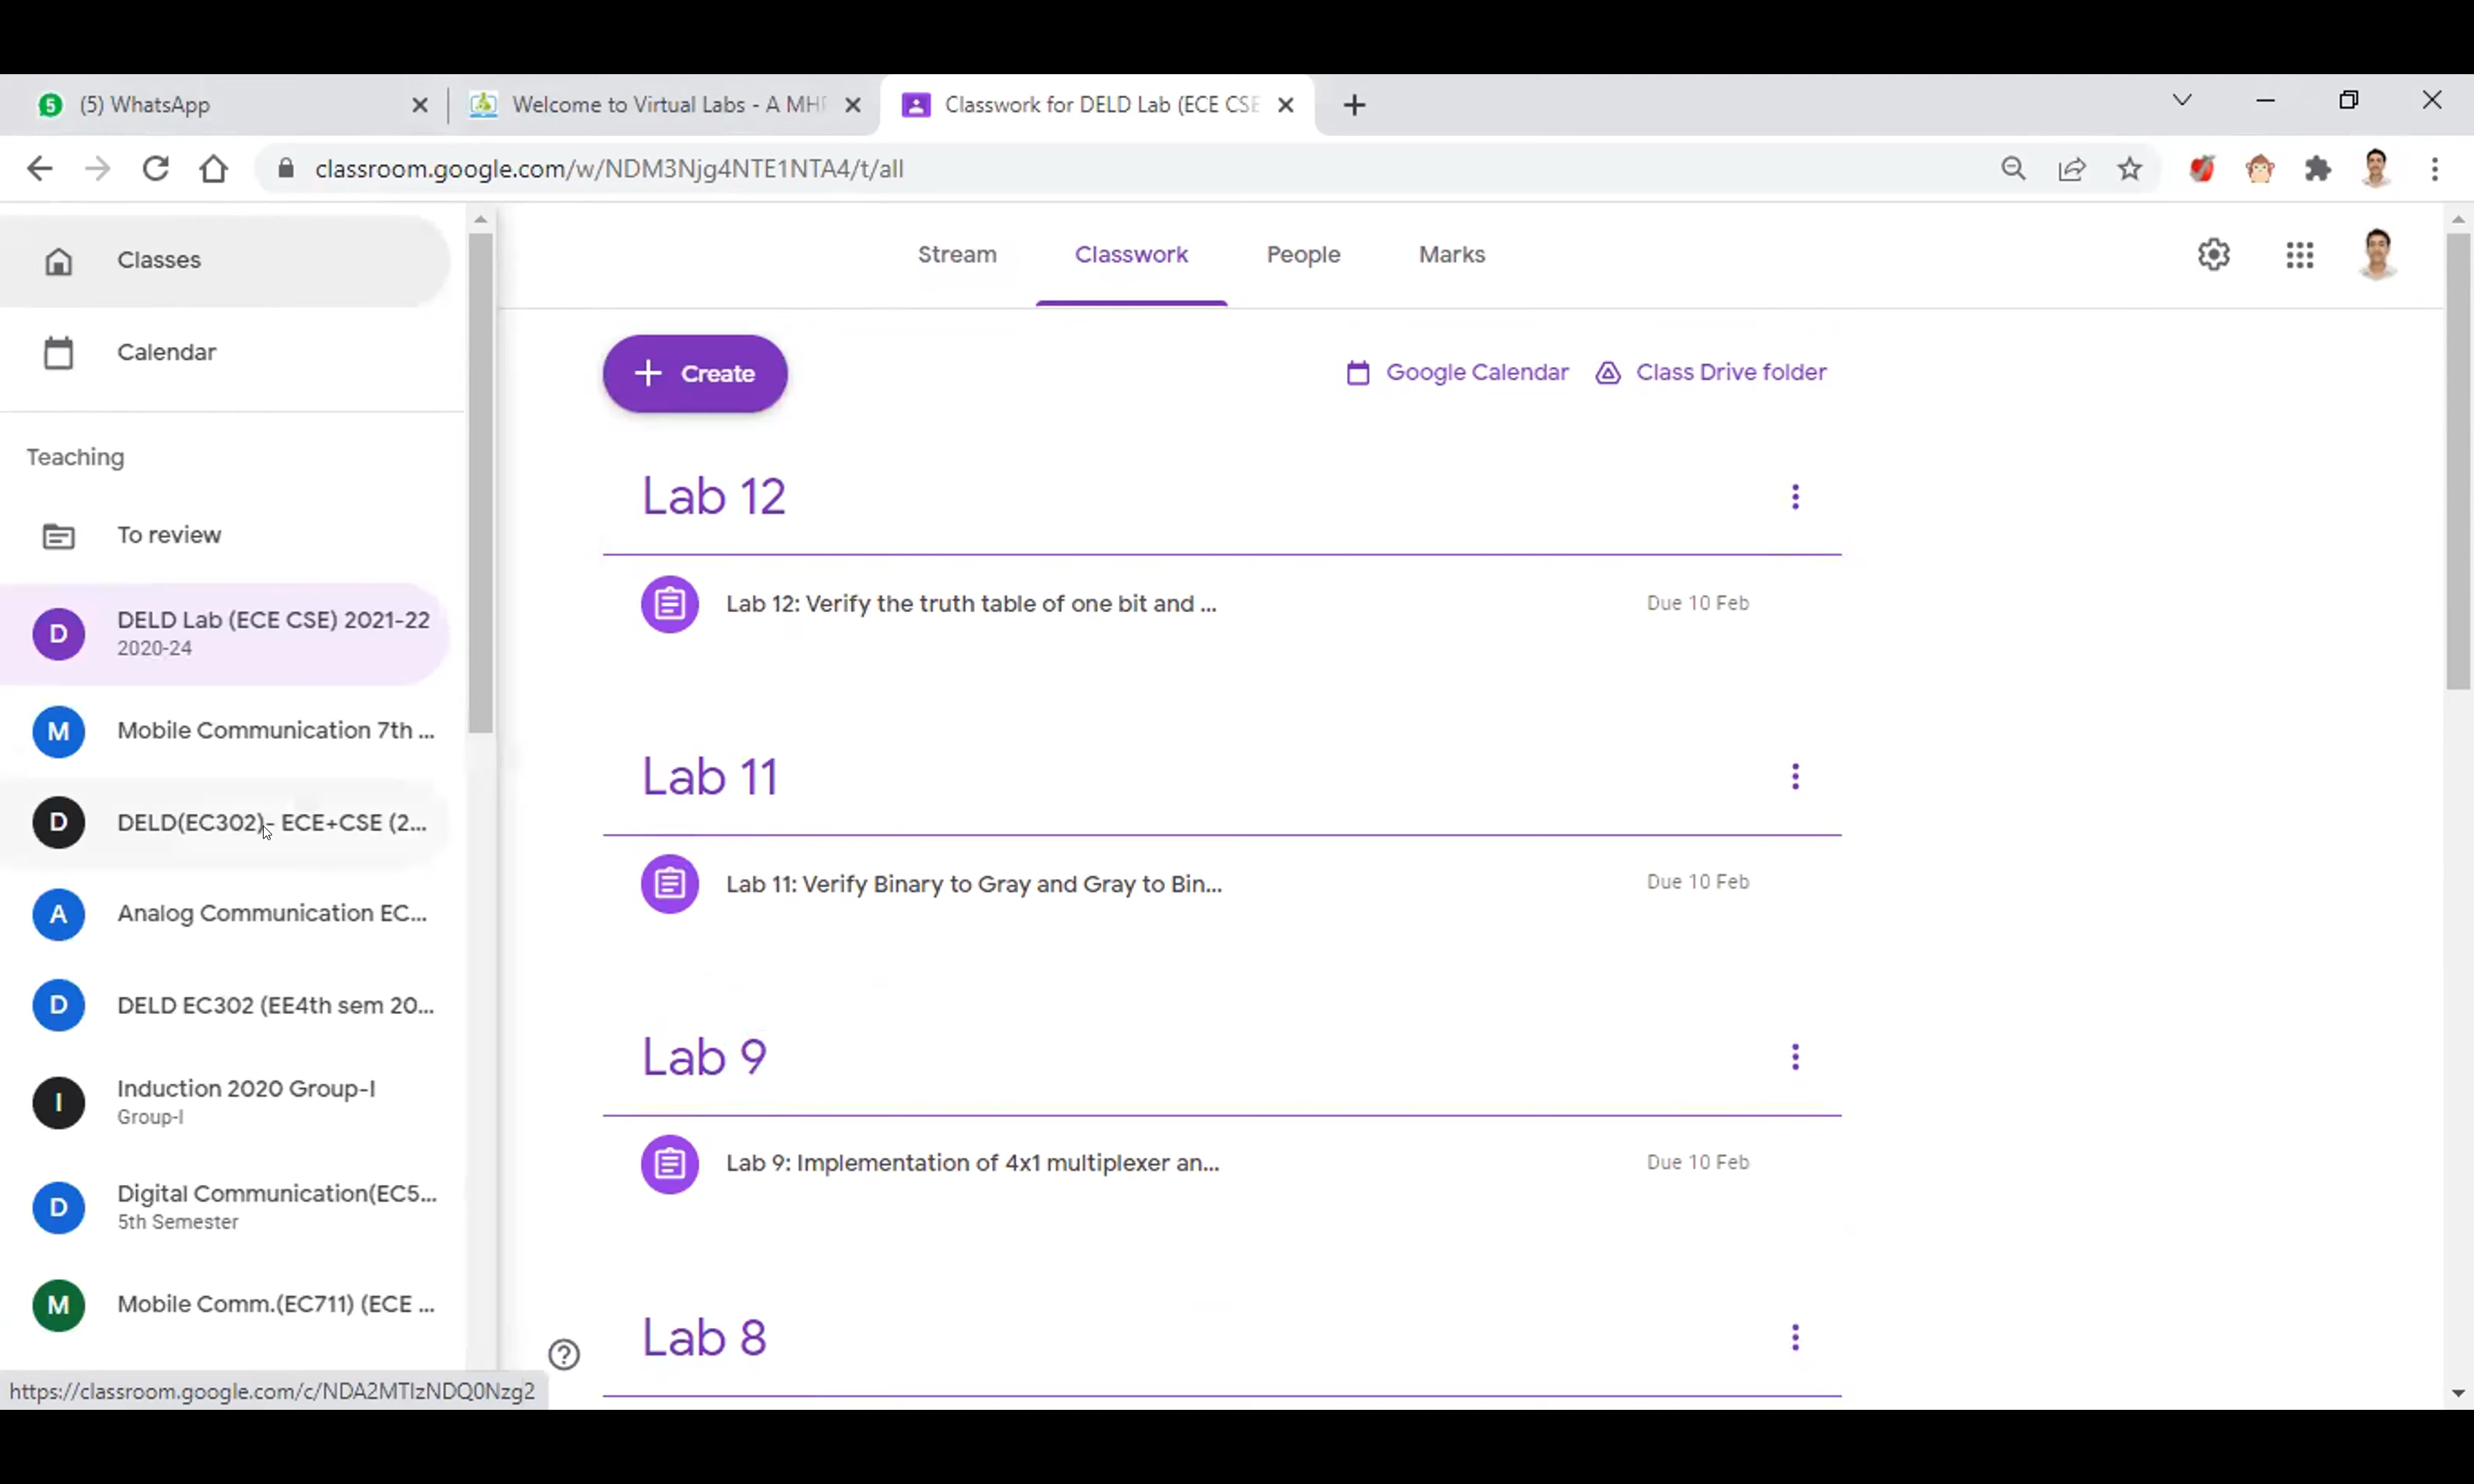 5 (5) WhatsApp
Welcome to Virtual Labs - A MHR
Classwork for DELD Lab (ECE CSE
classroom.google.com/w/NDM3Njg4NTE1NTA4/t/all
Classes
Calendar
Teaching
To review
D DELD Lab (ECE CSE) 2021-22
2020-24
M Mobile Communication 7th ...
D DELD(EC302)- ECE+CSE (2...
A Analog Communication EC...
D DELD EC302 (EE4th sem 20...
I Induction 2020 Group-I
Group-I
D Digital Communication(EC5...
5th Semester
M Mobile Comm.(EC711) (ECE ...
https://classroom.google.com/c/NDA2MTIzNDQ0Nzg2
Stream Classwork People Marks
+ Create
Google Calendar Class Drive folder
Lab 12
Lab 12: Verify the truth table of one bit and ... Due 10 Feb
Lab 11
Lab 11: Verify Binary to Gray and Gray to Bin... Due 10 Feb
Lab 9
Lab 9: Implementation of 4x1 multiplexer an... Due 10 Feb
Lab 8